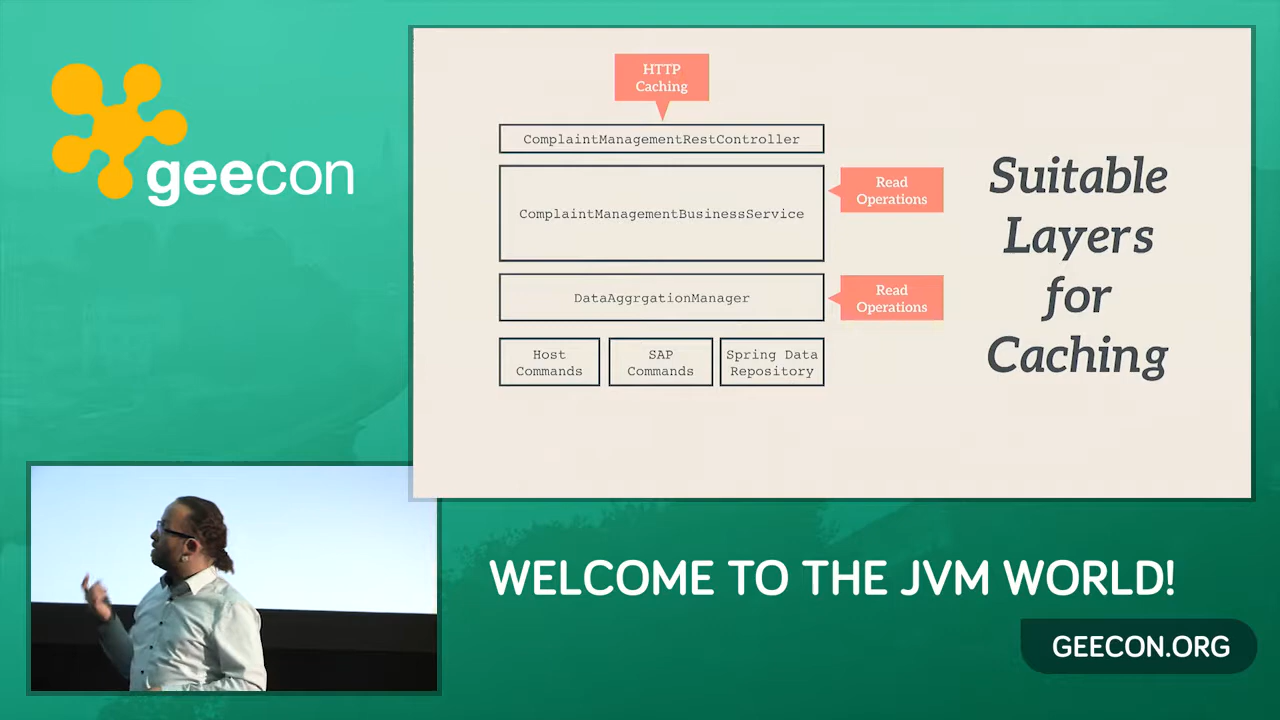 geecon
HTTP
Caching
ComplaintManagementRestController
ComplaintManagementBusinessService
Read
Operations
DataAggrgationManager
Read
Operations
Host
Commands
SAP
Commands
Spring Data
Repository
Suitable
Layers
for
Caching
WELCOME TO THE JVM WORLD!
GEECON.ORG